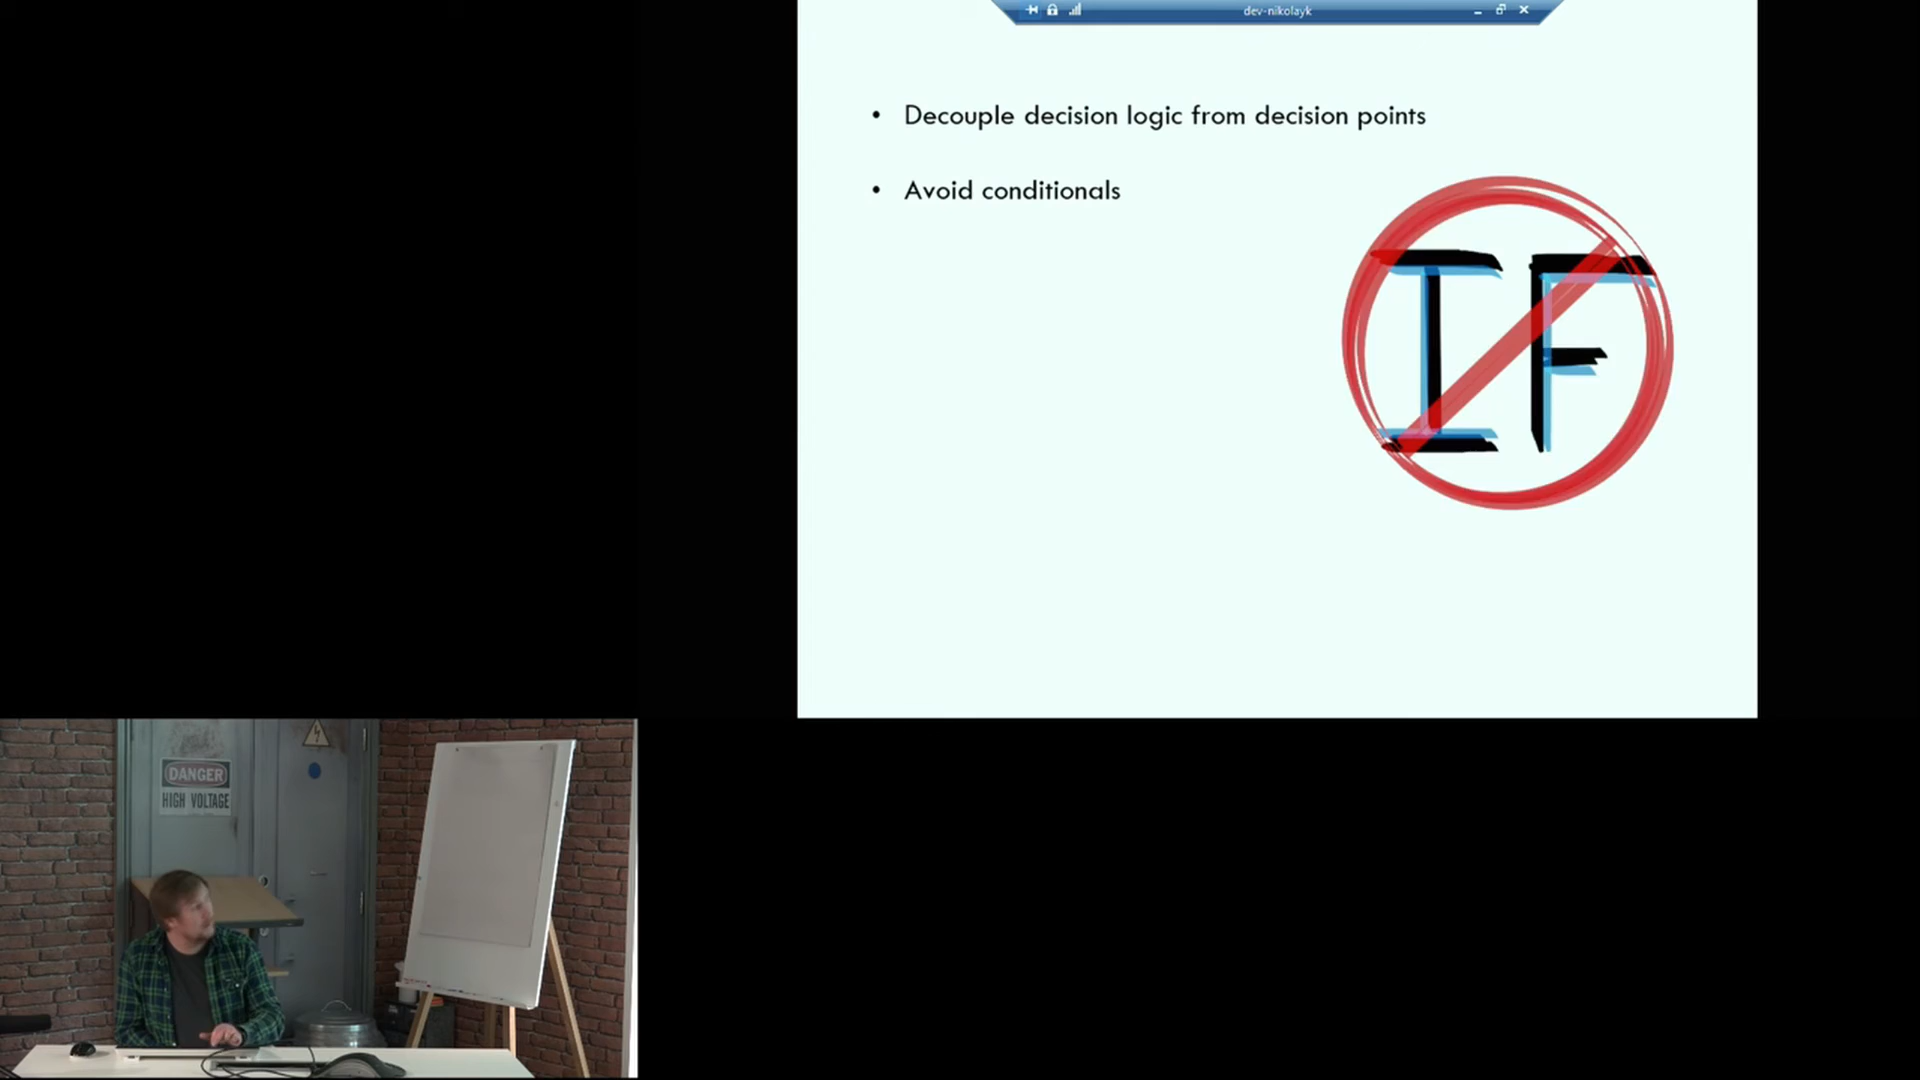 dev-nikolayk
• Decouple decision logic from decision points
• Avoid conditionals
IF
DANGER
HIGH VOLTAGE